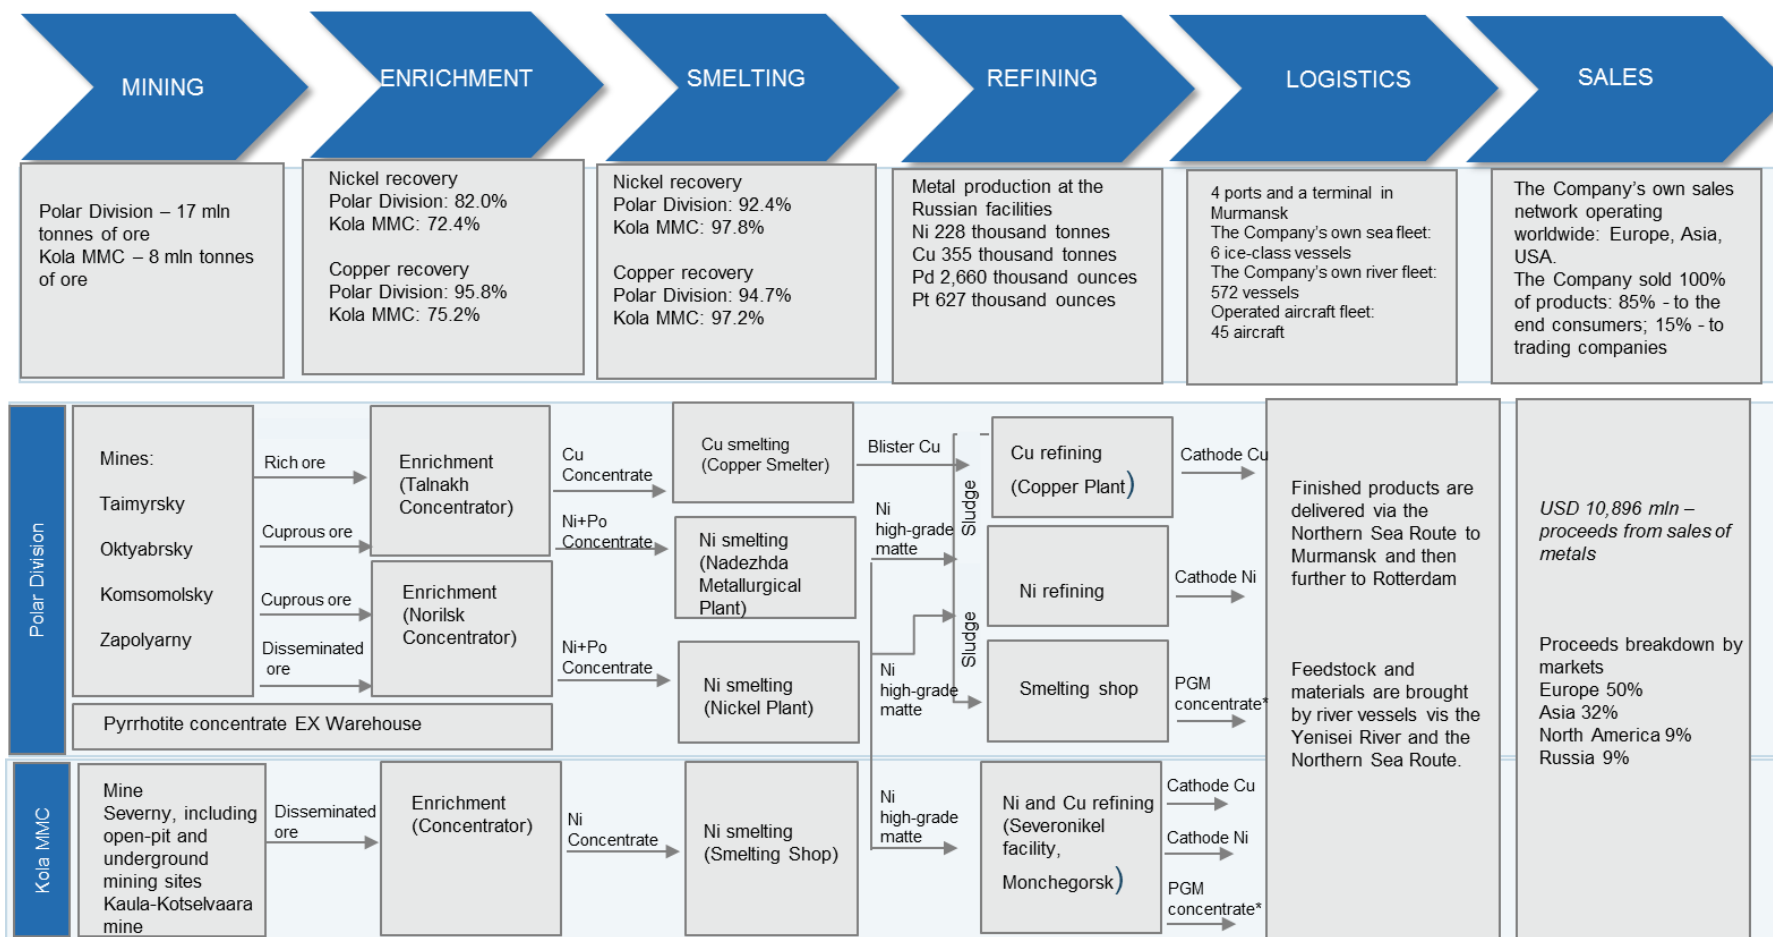 MINING
ENRICHMENT
SMELTING
REFINING
LOGISTICS
SALES
Polar Division – 17 mln
tonnes of ore
Kola MMC – 8 mln tonnes
of ore
Nickel recovery
Polar Division: 82.0%
Kola MMC: 72.4%
Copper recovery
Polar Division: 95.8%
Kola MMC: 75.2%
Nickel recovery
Polar Division: 92.4%
Kola MMC: 97.8%
Copper recovery
Polar Division: 94.7%
Kola MMC: 97.2%
Metal production at the
Russian facilities
Ni 228 thousand tonnes
Cu 355 thousand tonnes
Pd 2,660 thousand ounces
Pt 627 thousand ounces
4 ports and a terminal in
Murmansk
The Company's own sea fleet:
6 ice-class vessels
The Company's own river fleet:
572 vessels
Operated aircraft fleet:
45 aircraft
The Company's own sales
network operating
worldwide: Europe, Asia,
USA.
The Company sold 100%
of products: 85% - to the
end consumers; 15% - to
trading companies
Polar Division
Mines:
Taimyrsky
Oktyabrsky
Komsomolsky
Zapolyarny
Rich ore
Cuprous ore
Cuprous ore
Disseminated
ore
Enrichment
(Talnakh
Concentrator)
Enrichment
(Norilsk
Concentrator)
Cu
Concentrate
Ni+Po
Concentrate
Ni+Po
Concentrate
Cu smelting
(Copper Smelter)
Ni smelting
(Nadezhda
Metallurgical
Plant)
Ni smelting
(Nickel Plant)
Blister Cu
Ni
high-grade
matte
Ni
high-grade
matte
Sludge
Sludge
Cu refining
(Copper Plant)
Ni refining
Smelting shop
Cathode Cu
Cathode Ni
PGM
concentrate*
Pyrrhotite concentrate EX Warehouse
Finished products are
delivered via the
Northern Sea Route to
Murmansk and then
further to Rotterdam
Feedstock and
materials are brought
by river vessels vis the
Yenisei River and the
Northern Sea Route.
USD 10,896 mln –
proceeds from sales of
metals
Proceeds breakdown by
markets
Europe 50%
Asia 32%
North America 9%
Russia 9%
Kola MMC
Mine
Severny, including
open-pit and
underground
mining sites
Kaula-Kotselvaara
mine
Disseminated
ore
Enrichment
(Concentrator)
Ni
Concentrate
Ni smelting
(Smelting Shop)
Ni
high-grade
matte
Ni and Cu refining
(Severonikel
facility,
Monchegorsk)
Cathode Cu
Cathode Ni
PGM
concentrate*